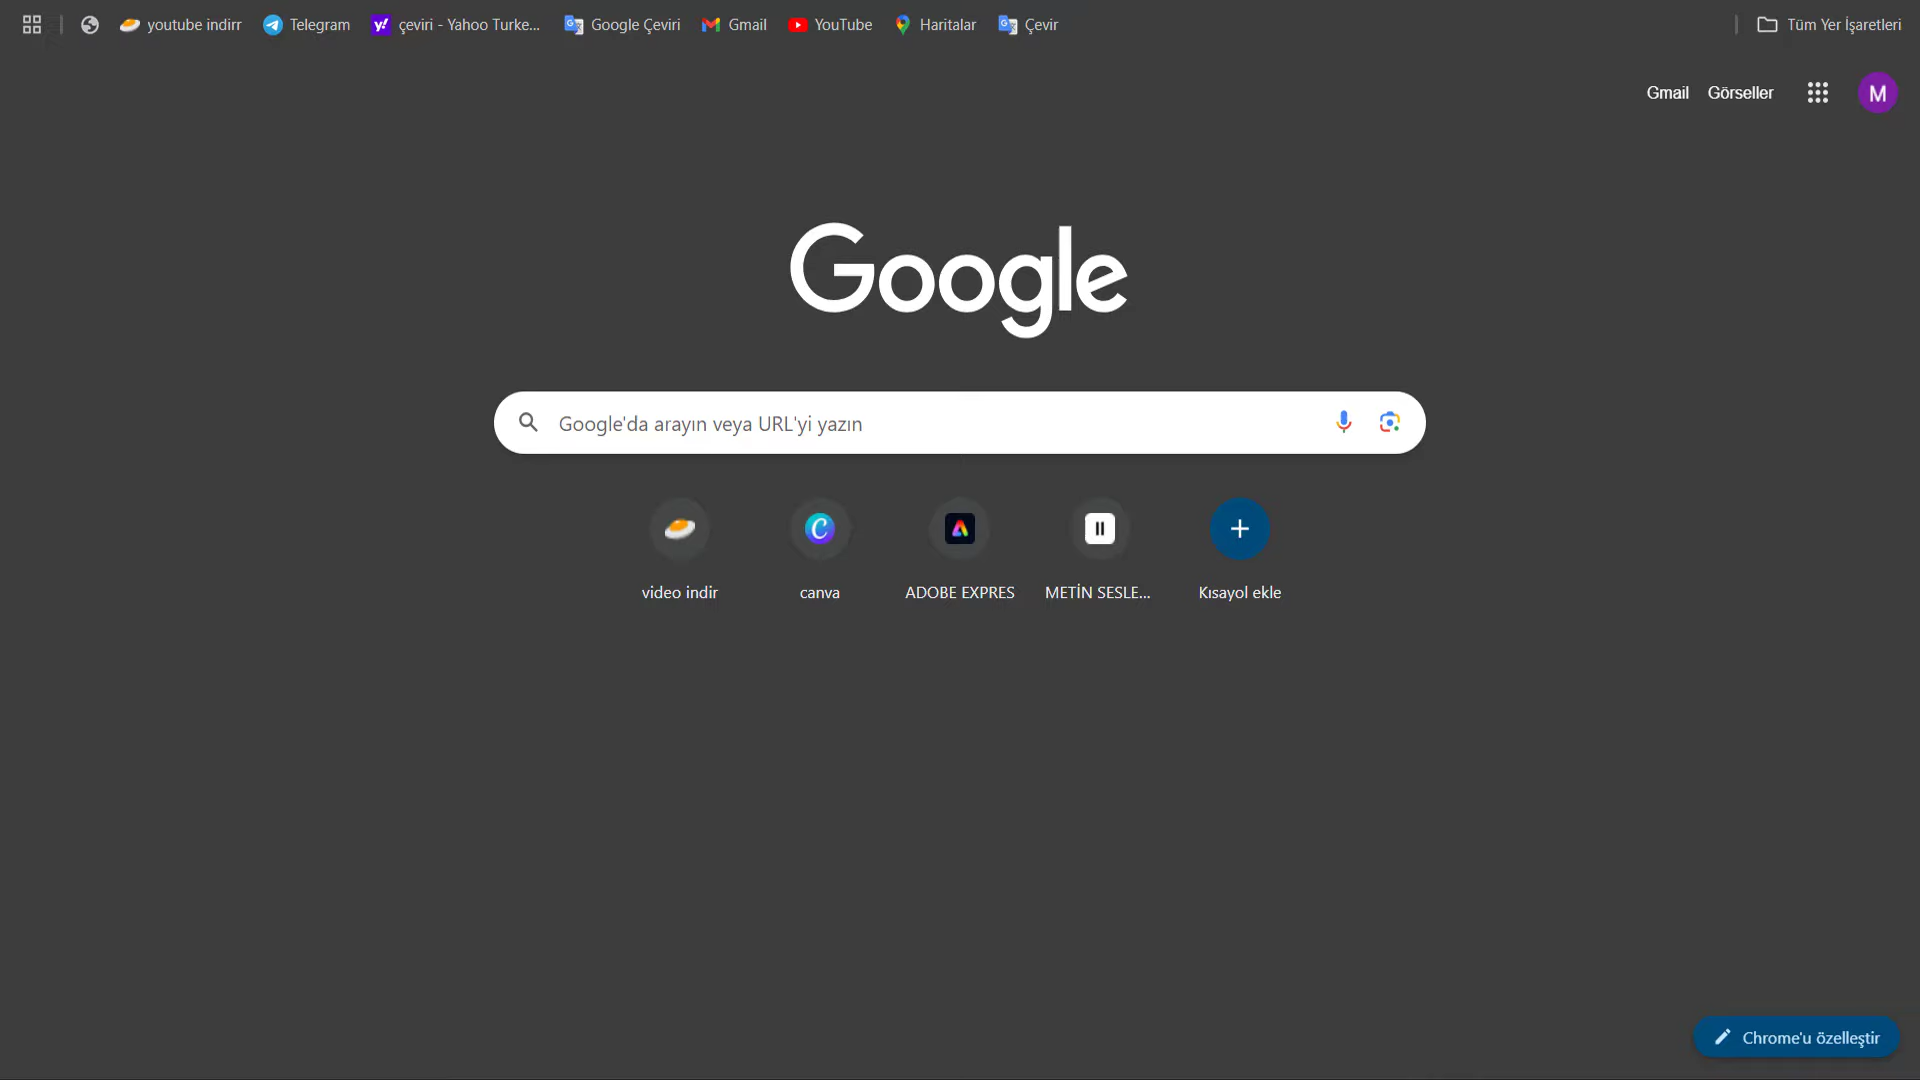 youtube indirr Telegram çeviri - Yahoo Turke... Google Çeviri Gmail YouTube Haritalar Çevir Tüm Yer İşaretleri
Gmail Görseller M
Google
Google'da arayın veya URL'yi yazın
video indir canva ADOBE EXPRES METİN SESLE... Kısayol ekle
Chrome'u özelleştir